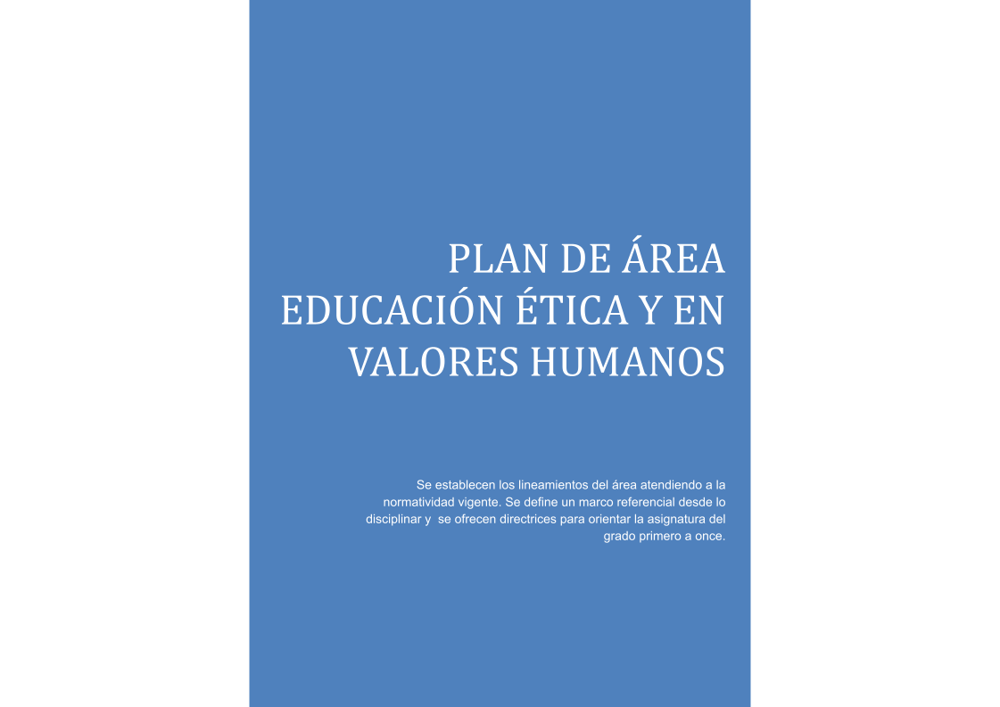 PLAN DE ÁREA
EDUCACIÓN ÉTICA Y EN
VALORES HUMANOS
Se establecen los lineamientos del área atendiendo a la
normatividad vigente. Se define un marco referencial desde lo
disciplinar y  se ofrecen directrices para orientar la asignatura del
grado primero a once.